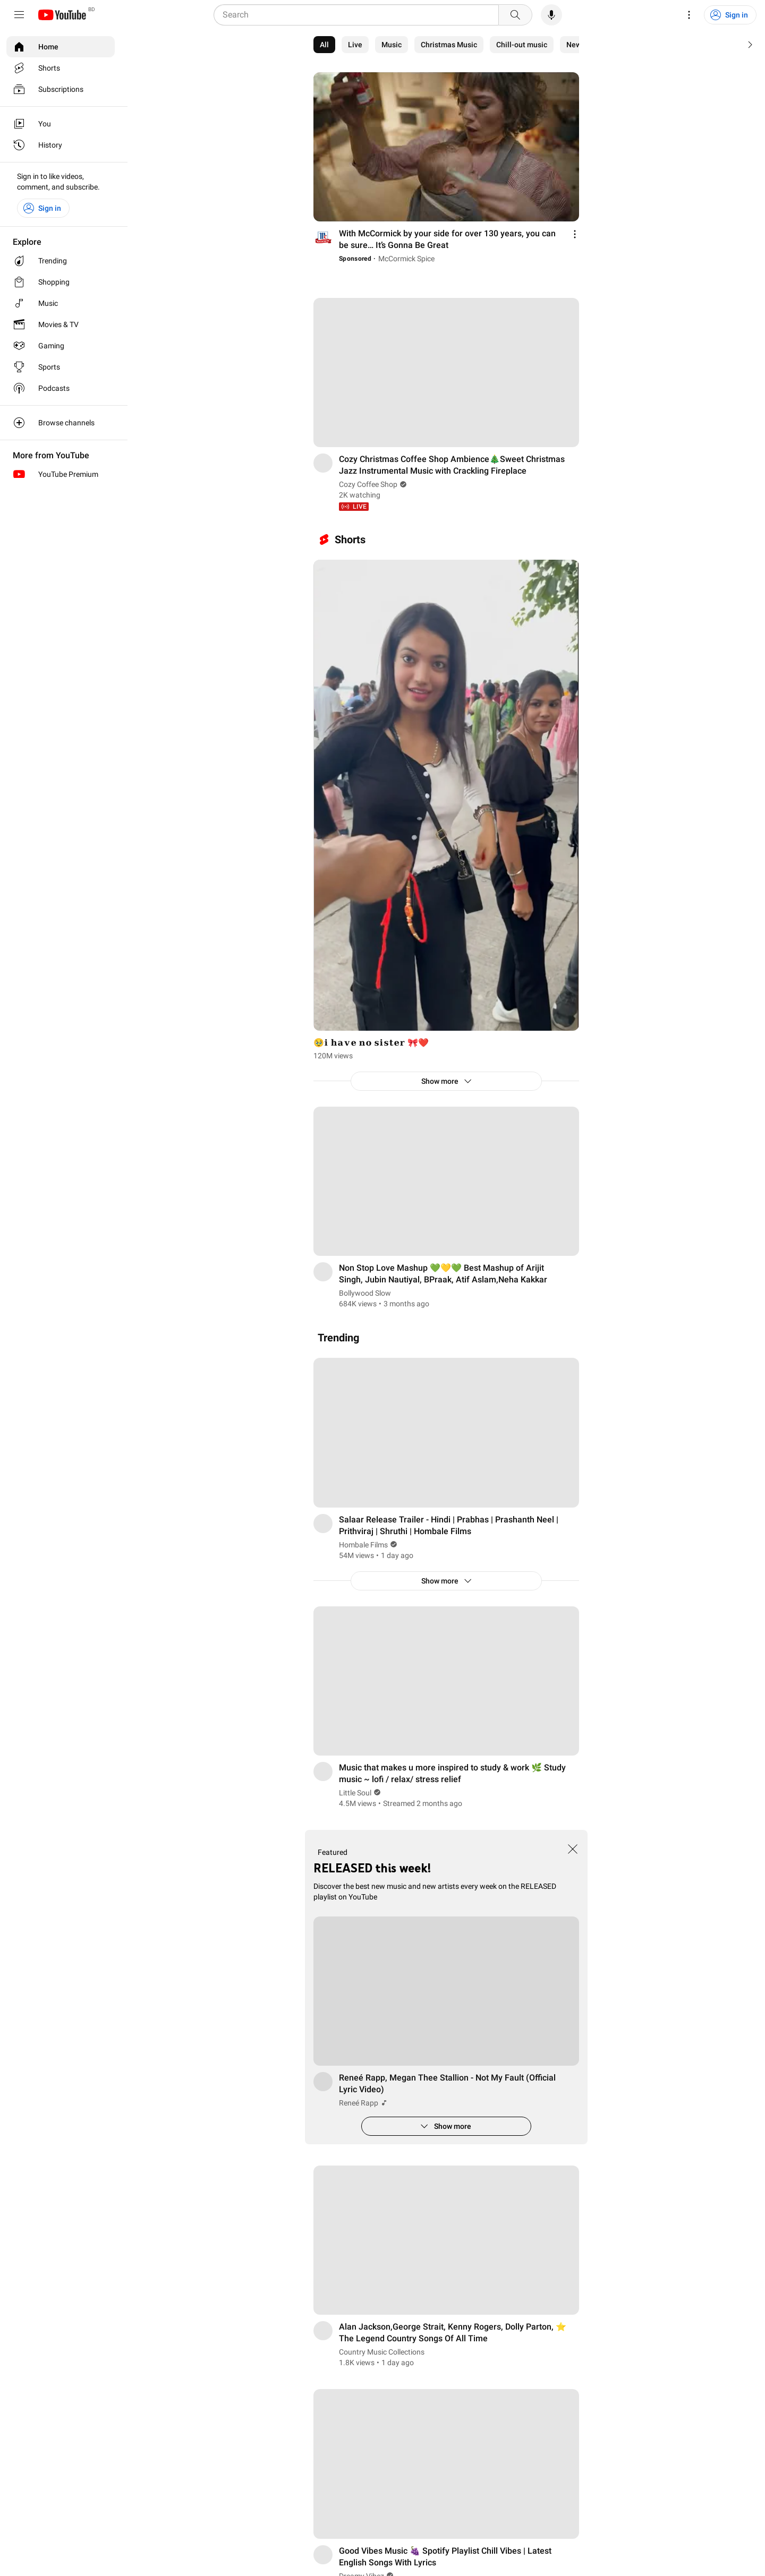 YouTube BD
Search
Sign in
Home
Shorts
Subscriptions
You
History
Sign in to like videos,
comment, and subscribe.
Sign in
Explore
Trending
Shopping
Music
Movies & TV
Gaming
Sports
Podcasts
Browse channels
More from YouTube
YouTube Premium
All Live Music Christmas Music Chill-out music
With McCormick by your side for over 130 years, you can
be sure… It's Gonna Be Great
Sponsored · McCormick Spice
Cozy Christmas Coffee Shop Ambience🎄Sweet Christmas
Jazz Instrumental Music with Crackling Fireplace
Cozy Coffee Shop
2K watching
LIVE
Shorts
🥹𝐢 𝐡𝐚𝐯𝐞 𝐧𝐨 𝐬𝐢𝐬𝐭𝐞𝐫 🎀❤️
120M views
Show more
Non Stop Love Mashup 💚💛💚 Best Mashup of Arijit
Singh, Jubin Nautiyal, BPraak, Atif Aslam,Neha Kakkar
Bollywood Slow
684K views • 3 months ago
Trending
Salaar Release Trailer - Hindi | Prabhas | Prashanth Neel |
Prithviraj | Shruthi | Hombale Films
Hombale Films
54M views • 1 day ago
Show more
Music that makes u more inspired to study & work 🌿 Study
music ~ lofi / relax/ stress relief
Little Soul
4.5M views • Streamed 2 months ago
Featured
RELEASED this week!
Discover the best new music and new artists every week on the RELEASED
playlist on YouTube
Reneé Rapp, Megan Thee Stallion - Not My Fault (Official
Lyric Video)
Reneé Rapp
Show more
Alan Jackson,George Strait, Kenny Rogers, Dolly Parton, ⭐
The Legend Country Songs Of All Time
Country Music Collections
1.8K views • 1 day ago
Good Vibes Music 🍇 Spotify Playlist Chill Vibes | Latest
English Songs With Lyrics